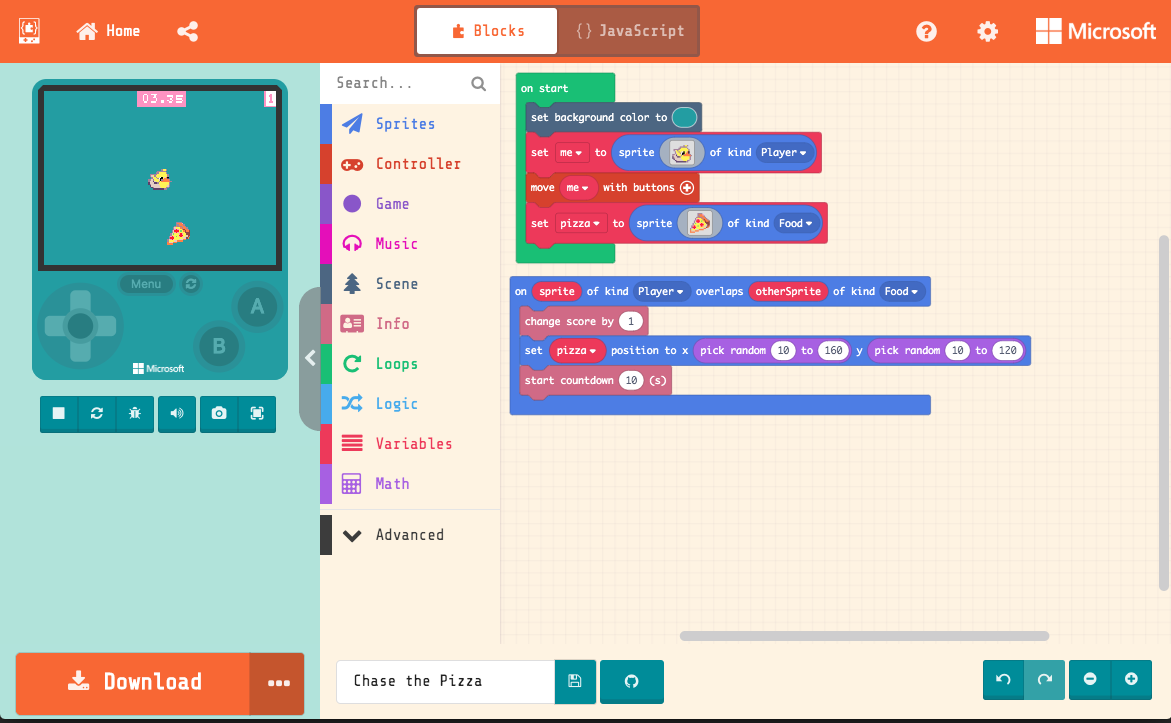 Home
Blocks
{} JavaScript
?
Microsoft
03.35
1
Menu
A
B
Microsoft
Download
Search...
Sprites
Controller
Game
Music
Scene
Info
Loops
Logic
Variables
Math
Advanced
on start
set background color to
set me to sprite of kind Player
move me with buttons +
set pizza to sprite of kind Food
on sprite of kind Player overlaps otherSprite of kind Food
change score by 1
set pizza position to x pick random 10 to 160 y pick random 10 to 120
start countdown 10 (s)
Chase the Pizza